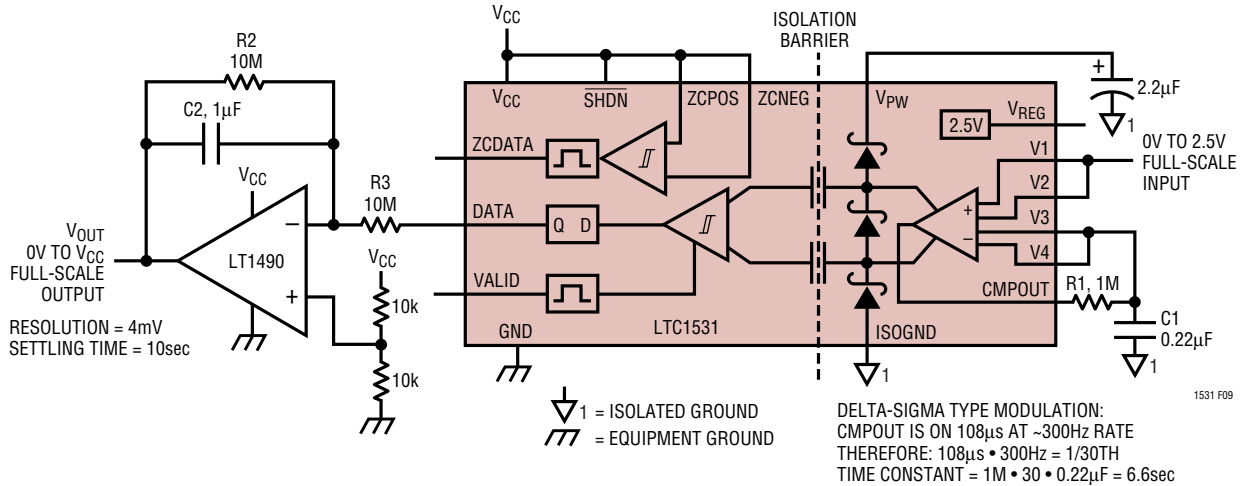 R2
10M
C2, 1µF
VCC
VOUT
0V TO VCC
FULL-SCALE
OUTPUT
LT1490
−
+
RESOLUTION = 4mV
SETTLING TIME = 10sec
R3
10M
VCC
10k
10k
VCC
VCC
SHDN
ZCPOS
ZCNEG
ZCDATA
DATA
Q D
VALID
GND
LTC1531
ISOLATION
BARRIER
VPW
+
2.2µF
1
2.5V
VREG
V1
V2
V3
V4
+
−
0V TO 2.5V
FULL-SCALE
INPUT
CMPOUT
R1, 1M
C1
0.22µF
1
ISOGND
1
1 = ISOLATED GROUND
= EQUIPMENT GROUND
1531 F09
DELTA-SIGMA TYPE MODULATION:
CMPOUT IS ON 108µs AT ~300Hz RATE
THEREFORE: 108µs • 300Hz = 1/30TH
TIME CONSTANT = 1M • 30 • 0.22µF = 6.6sec